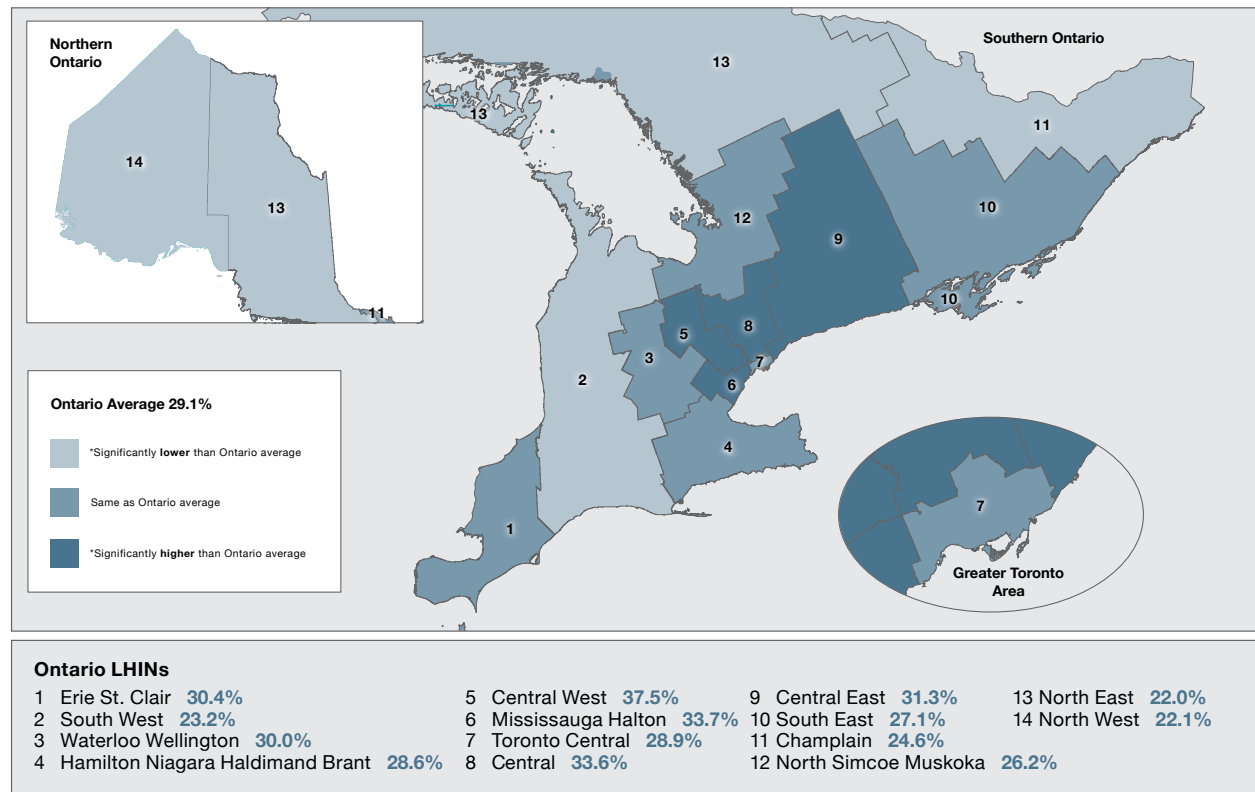 Northern
Ontario
Southern Ontario
13
13
14
13
11
11
12
10
9
10
8
5
7
3
6
2
4
1
7
Greater Toronto
Area
Ontario Average 29.1%
*Significantly lower than Ontario average
Same as Ontario average
*Significantly higher than Ontario average
Ontario LHINs
1 Erie St. Clair 30.4%
2 South West 23.2%
3 Waterloo Wellington 30.0%
4 Hamilton Niagara Haldimand Brant 28.6%
5 Central West 37.5%
6 Mississauga Halton 33.7%
7 Toronto Central 28.9%
8 Central 33.6%
9 Central East 31.3%
10 South East 27.1%
11 Champlain 24.6%
12 North Simcoe Muskoka 26.2%
13 North East 22.0%
14 North West 22.1%